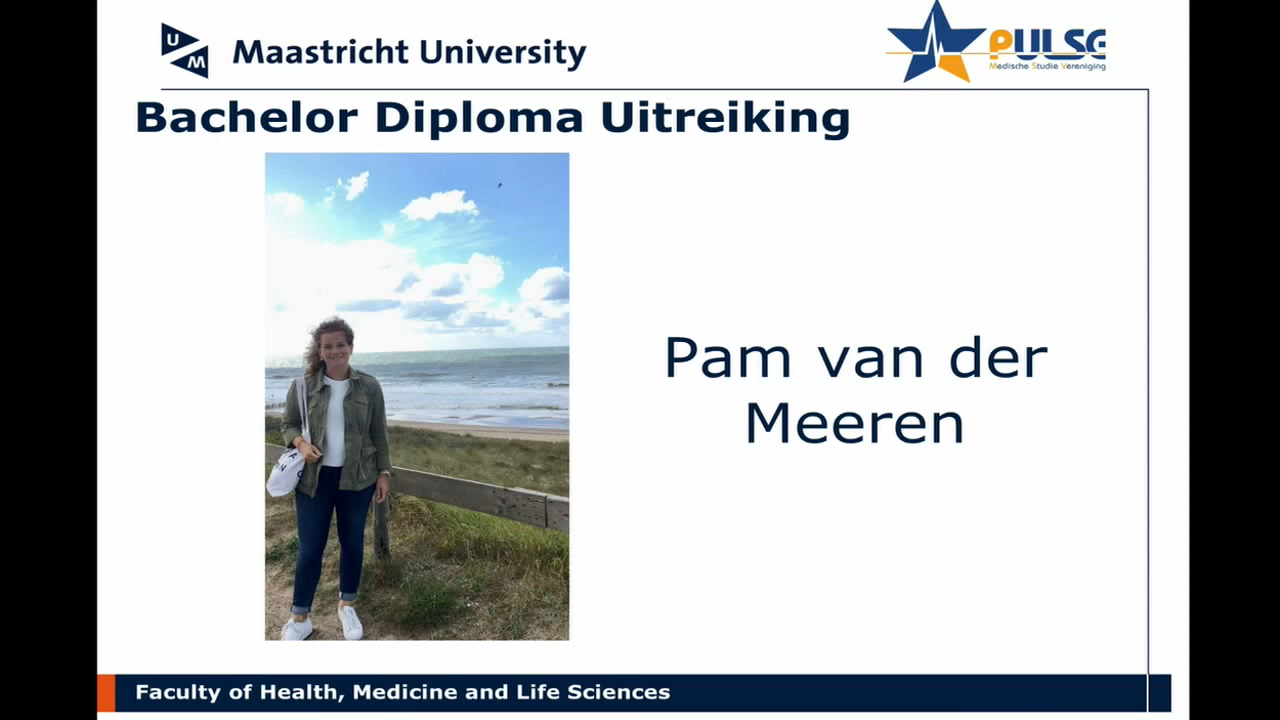 UM
Maastricht University
PULSE
Medische Studie Vereniging
Bachelor Diploma Uitreiking
Pam van der
Meeren
Faculty of Health, Medicine and Life Sciences